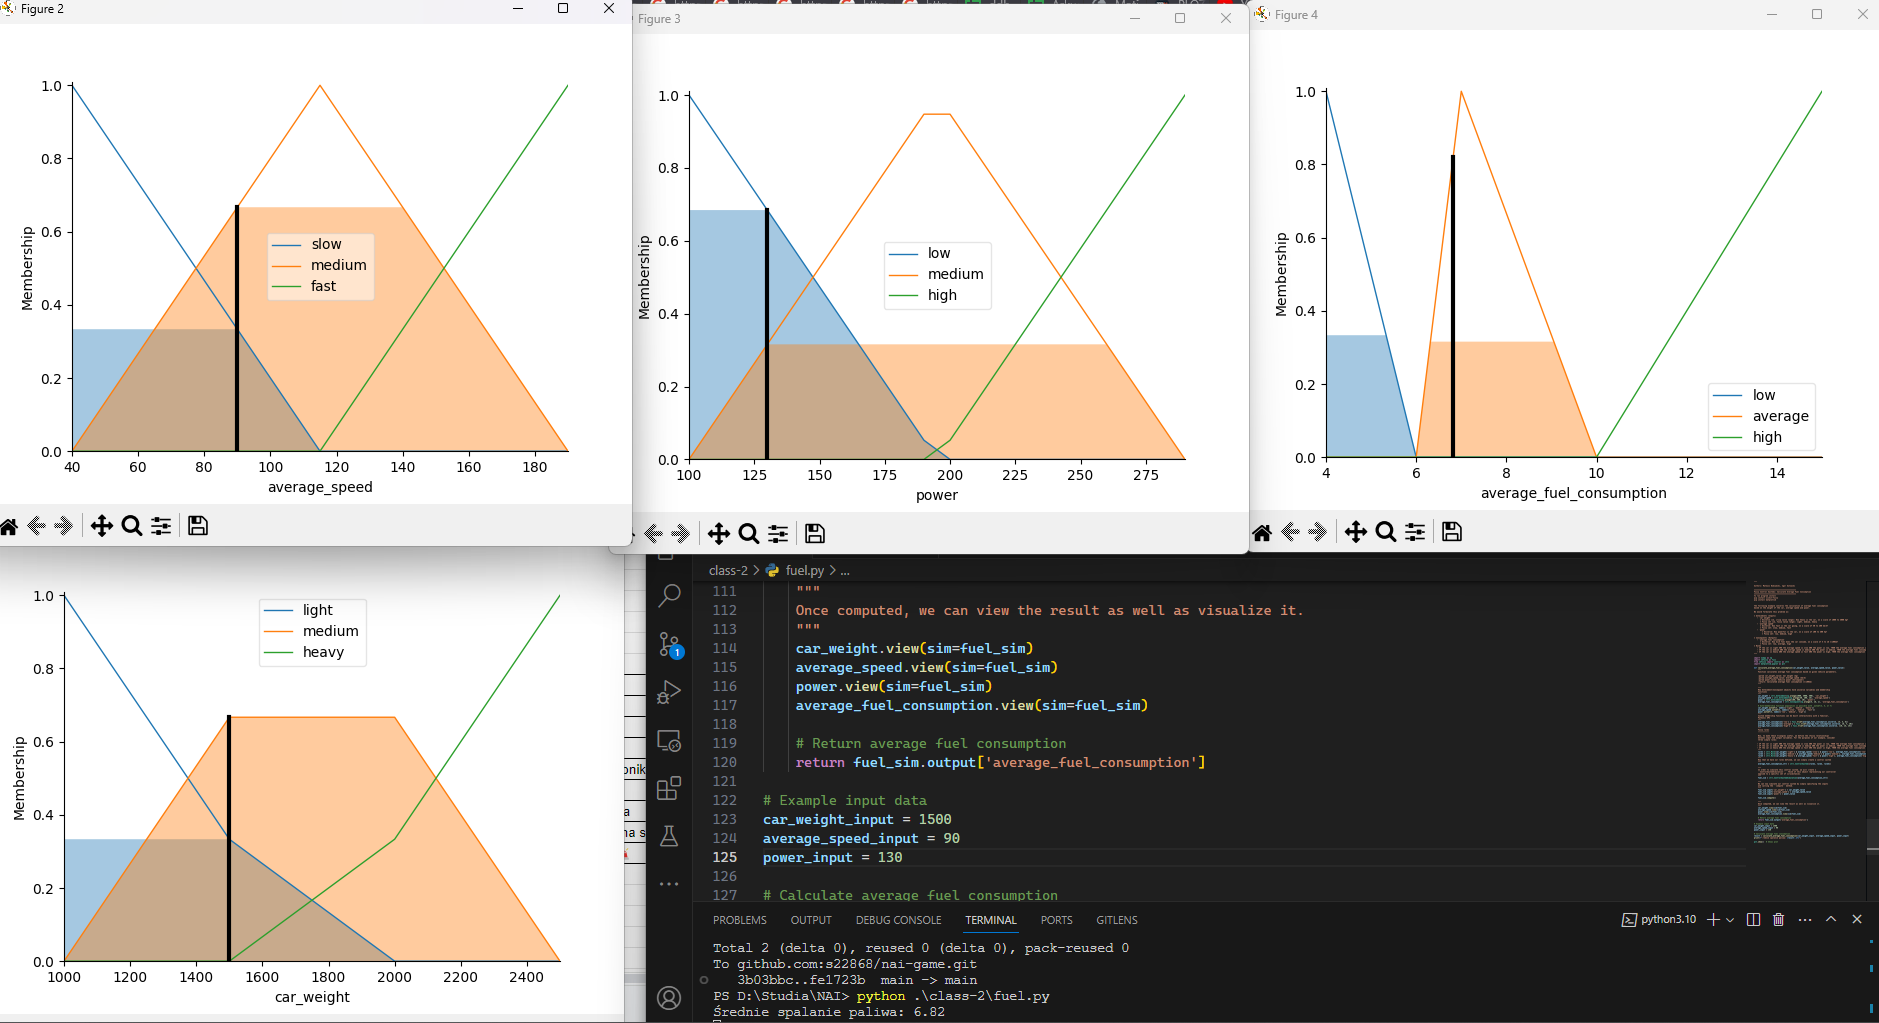 Figure 2
1.0
0.8
0.6
0.4
0.2
0.0
Membership
slow
medium
fast
40 60 80 100 120 140 160 180
average_speed
Figure 3
1.0
0.8
0.6
0.4
0.2
0.0
Membership
low
medium
high
100 125 150 175 200 225 250 275
power
Figure 4
1.0
0.8
0.6
0.4
0.2
0.0
Membership
low
average
high
4 6 8 10 12 14
average_fuel_consumption
1.0
0.8
0.6
0.4
0.2
0.0
Membership
light
medium
heavy
1000 1200 1400 1600 1800 2000 2200 2400
car_weight
class-2 > fuel.py > ...
111 """
112 Once computed, we can view the result as well as visualize it.
113 """
114 car_weight.view(sim=fuel_sim)
115 average_speed.view(sim=fuel_sim)
116 power.view(sim=fuel_sim)
117 average_fuel_consumption.view(sim=fuel_sim)
118
119 # Return average fuel consumption
120 return fuel_sim.output['average_fuel_consumption']
121
122 # Example input data
123 car_weight_input = 1500
124 average_speed_input = 90
125 power_input = 130
126
127 # Calculate average fuel consumption
1
PROBLEMS OUTPUT DEBUG CONSOLE TERMINAL PORTS GITLENS
python3.10
Total 2 (delta 0), reused 0 (delta 0), pack-reused 0
To github.com:s22868/nai-game.git
3b03bbc..fe1723b main -> main
PS D:\Studia\NAI> python .\class-2\fuel.py
Średnie spalanie paliwa: 6.82